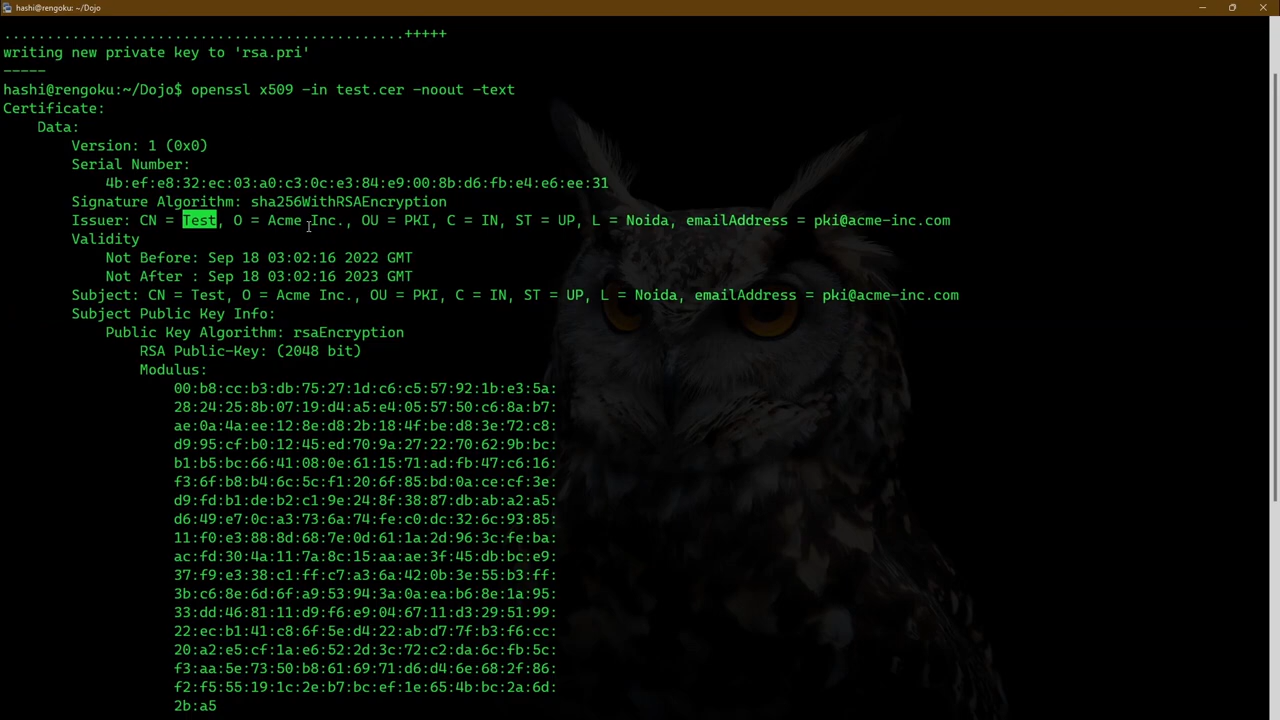 hashi@rengoku: ~/Dojo
.................................................+++++
writing new private key to 'rsa.pri'
-----
hashi@rengoku:~/Dojo$ openssl x509 -in test.cer -noout -text
Certificate:
Data:
Version: 1 (0x0)
Serial Number:
4b:ef:e8:32:ec:03:a0:c3:0c:e3:84:e9:00:8b:d6:fb:e4:e6:ee:31
Signature Algorithm: sha256WithRSAEncryption
Issuer: CN = Test, O = Acme Inc., OU = PKI, C = IN, ST = UP, L = Noida, emailAddress = pki@acme-inc.com
Validity
Not Before: Sep 18 03:02:16 2022 GMT
Not After : Sep 18 03:02:16 2023 GMT
Subject: CN = Test, O = Acme Inc., OU = PKI, C = IN, ST = UP, L = Noida, emailAddress = pki@acme-inc.com
Subject Public Key Info:
Public Key Algorithm: rsaEncryption
RSA Public-Key: (2048 bit)
Modulus:
00:b8:cc:b3:db:75:27:1d:c6:c5:57:92:1b:e3:5a:
28:24:25:8b:07:19:d4:a5:e4:05:57:50:c6:8a:b7:
ae:0a:4a:ee:12:8e:d8:2b:18:4f:be:d8:3e:72:c8:
d9:95:cf:b0:12:45:ed:70:9a:27:22:70:62:9b:bc:
b1:b5:bc:66:41:08:0e:61:15:71:ad:fb:47:c6:16:
f3:6f:b8:b4:6c:5c:f1:20:6f:85:bd:0a:ce:cf:3e:
d9:fd:b1:de:b2:c1:9e:24:8f:38:87:db:ab:a2:a5:
d6:49:e7:0c:a3:73:6a:74:fe:c0:dc:32:6c:93:85:
11:f0:e3:88:8d:68:7e:0d:61:1a:2d:96:3c:fe:ba:
ac:fd:30:4a:11:7a:8c:15:aa:ae:3f:45:db:bc:e9:
37:f9:e3:38:c1:ff:c7:a3:6a:42:0b:3e:55:b3:ff:
3b:c6:8e:6d:6f:a9:53:94:3a:0a:ea:b6:8e:1a:95:
33:dd:46:81:11:d9:f6:e9:04:67:11:d3:29:51:99:
22:ec:b1:41:c8:6f:5e:d4:22:ab:d7:7f:b3:f6:cc:
20:a2:e5:cf:1a:e6:52:2d:3c:72:c2:da:6c:fb:5c:
f3:aa:5e:73:50:b8:61:69:71:d6:d4:6e:68:2f:86:
f2:f5:55:19:1c:2e:b7:bc:ef:1e:65:4b:bc:2a:6d:
2b:a5